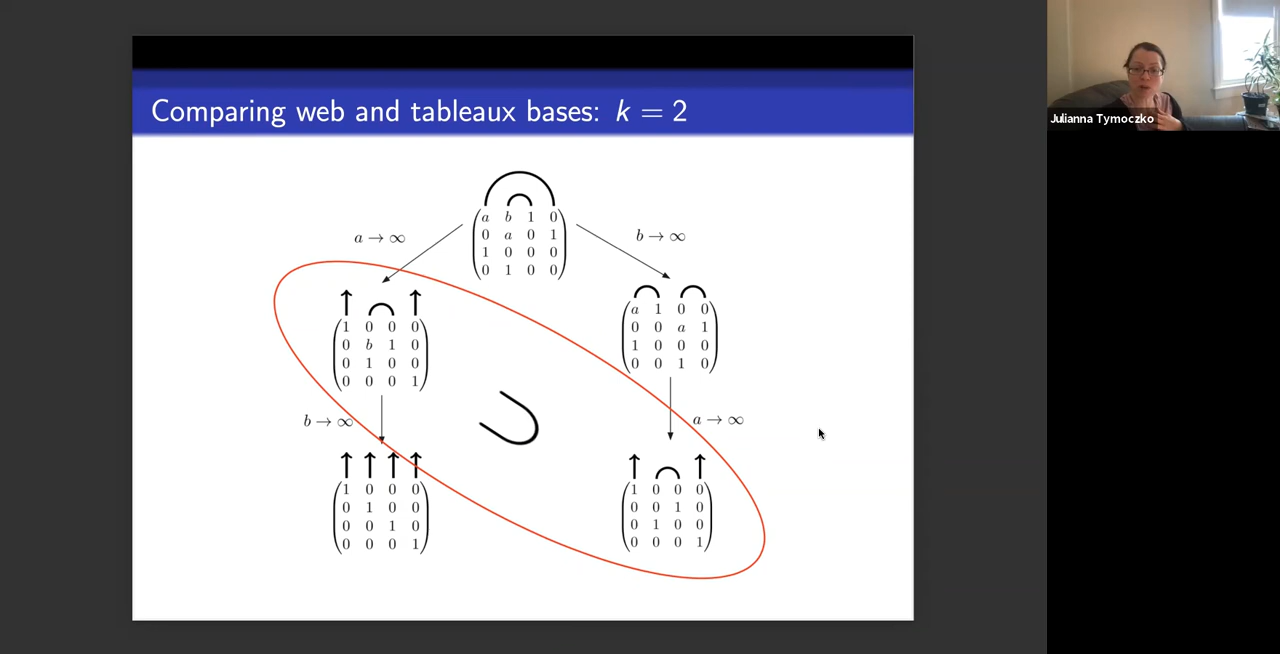 Comparing web and tableaux bases: k = 2
Julianna Tymoczko
a b 1 0
0 a 0 1
1 0 0 0
0 1 0 0
a → ∞
b → ∞
1 0 0 0
0 b 1 0
0 1 0 0
0 0 0 1
a 1 0 0
0 0 a 1
1 0 0 0
0 0 1 0
b → ∞
a → ∞
1 0 0 0
0 1 0 0
0 0 1 0
0 0 0 1
1 0 0 0
0 0 1 0
0 1 0 0
0 0 0 1